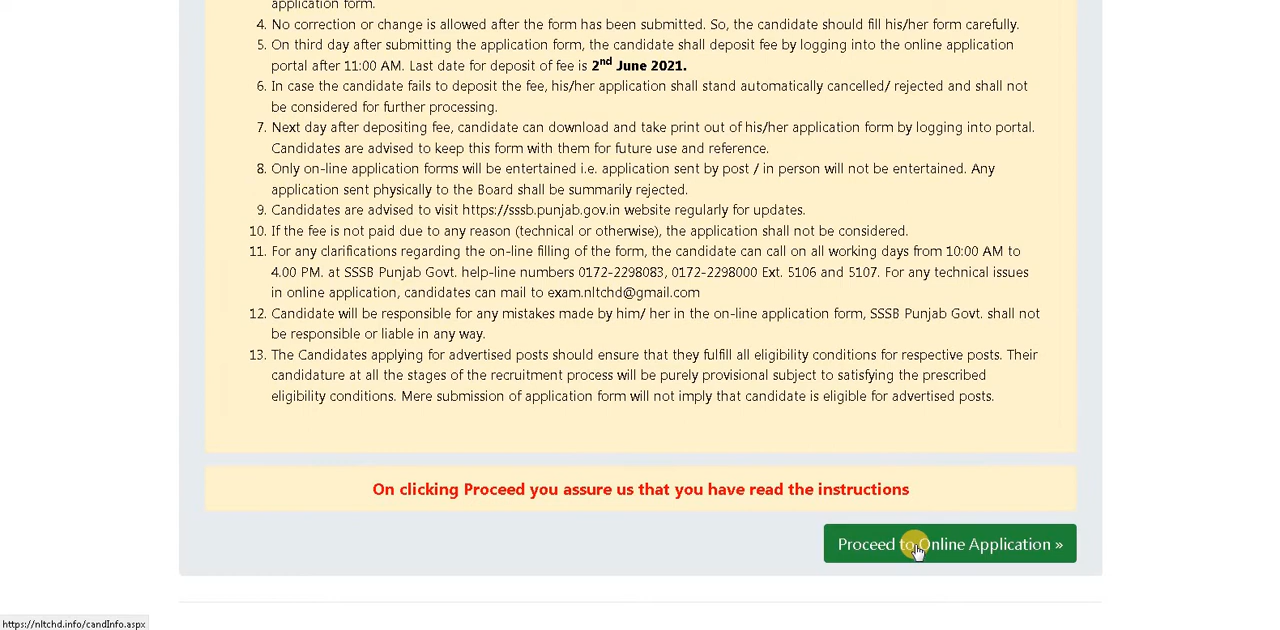 application form.
4. No correction or change is allowed after the form has been submitted. So, the candidate should fill his/her form carefully.
5. On third day after submitting the application form, the candidate shall deposit fee by logging into the online application
portal after 11:00 AM. Last date for deposit of fee is 2nd June 2021.
6. In case the candidate fails to deposit the fee, his/her application shall stand automatically cancelled/ rejected and shall not
be considered for further processing.
7. Next day after depositing fee, candidate can download and take print out of his/her application form by logging into portal.
Candidates are advised to keep this form with them for future use and reference.
8. Only on-line application forms will be entertained i.e. application sent by post / in person will not be entertained. Any
application sent physically to the Board shall be summarily rejected.
9. Candidates are advised to visit https://sssb.punjab.gov.in website regularly for updates.
10. If the fee is not paid due to any reason (technical or otherwise), the application shall not be considered.
11. For any clarifications regarding the on-line filling of the form, the candidate can call on all working days from 10:00 AM to
4.00 PM. at SSSB Punjab Govt. help-line numbers 0172-2298083, 0172-2298000 Ext. 5106 and 5107. For any technical issues
in online application, candidates can mail to exam.nltchd@gmail.com
12. Candidate will be responsible for any mistakes made by him/ her in the on-line application form, SSSB Punjab Govt. shall not
be responsible or liable in any way.
13. The Candidates applying for advertised posts should ensure that they fulfill all eligibility conditions for respective posts. Their
candidature at all the stages of the recruitment process will be purely provisional subject to satisfying the prescribed
eligibility conditions. Mere submission of application form will not imply that candidate is eligible for advertised posts.
On clicking Proceed you assure us that you have read the instructions
Proceed to Online Application »
https://nltchd.info/candInfo.aspx